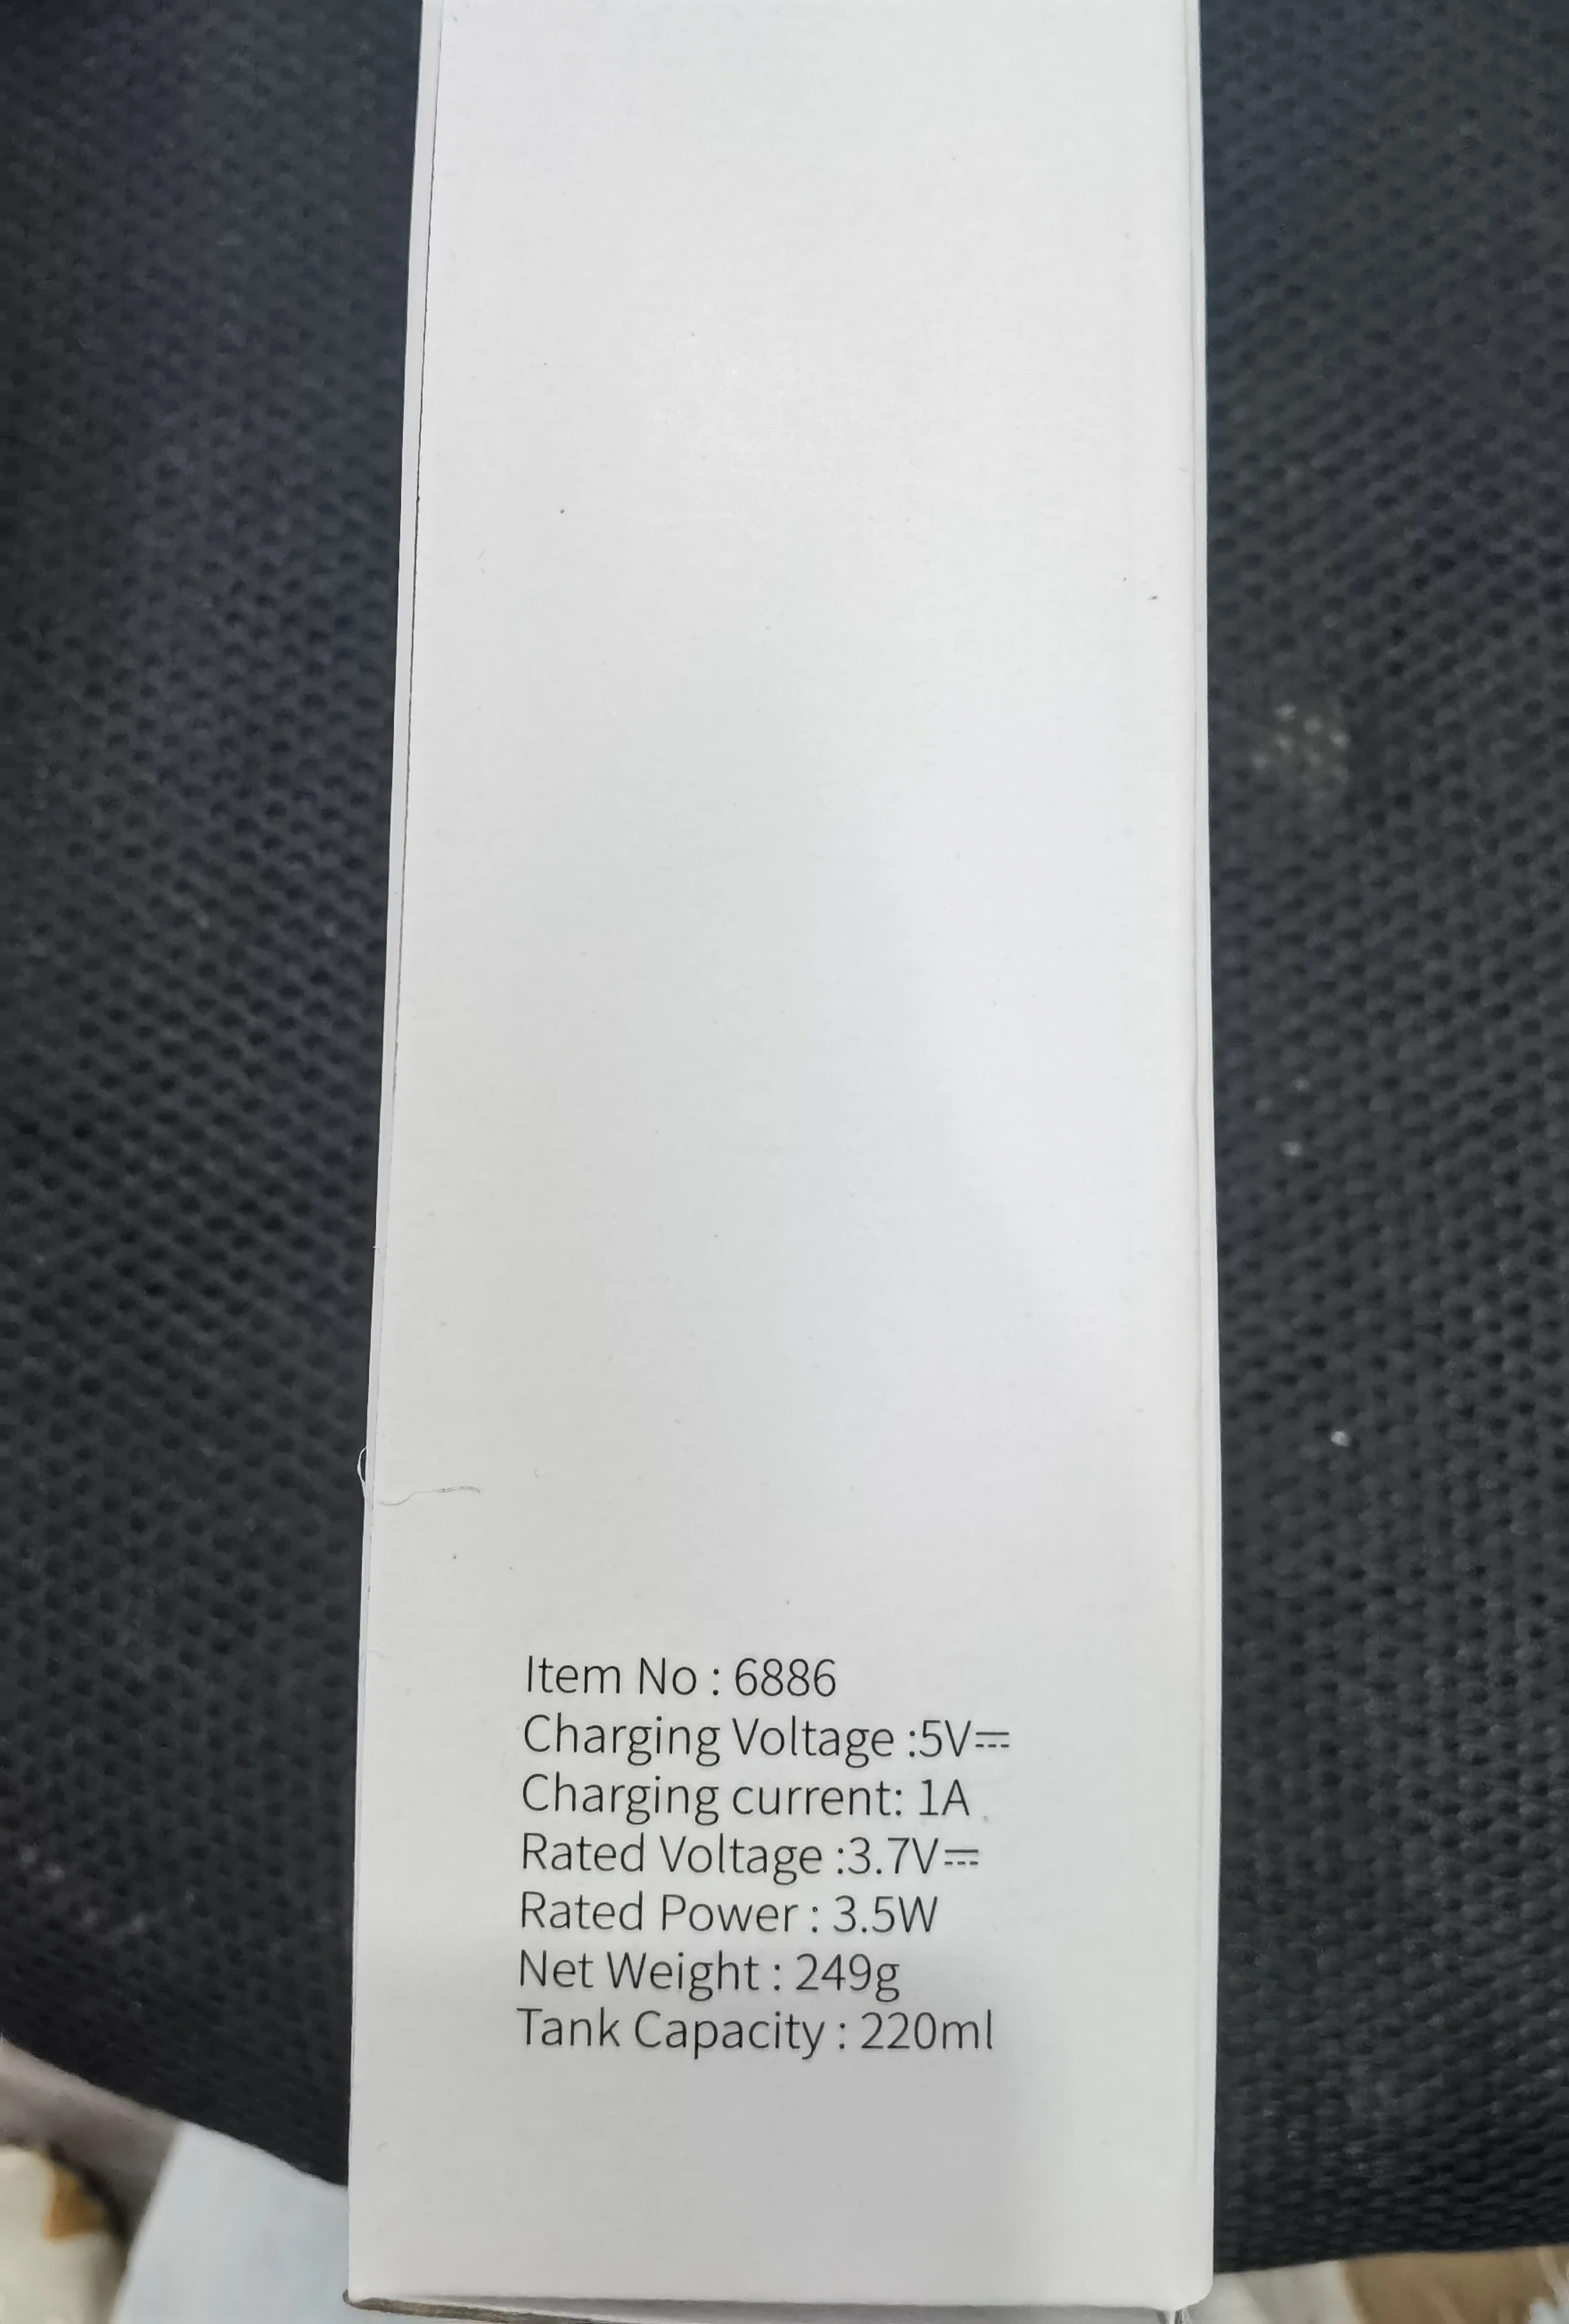 Item No : 6886
Charging Voltage :5V⎓
Charging current: 1A
Rated Voltage :3.7V⎓
Rated Power : 3.5W
Net Weight : 249g
Tank Capacity : 220ml